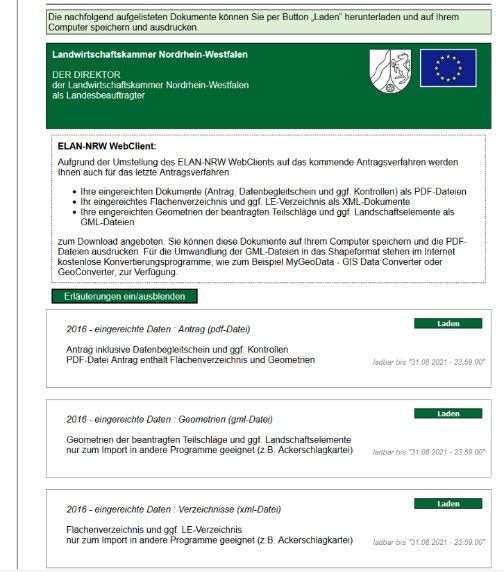 Die nachfolgend aufgelisteten Dokumente können Sie per Button „Laden" herunterladen und auf Ihrem
Computer speichern und ausdrucken.
Landwirtschaftskammer Nordrhein-Westfalen
DER DIREKTOR
der Landwirtschaftskammer Nordrhein-Westfalen
als Landesbeauftragter
ELAN-NRW WebClient:
Aufgrund der Umstellung des ELAN-NRW WebClients auf das kommende Antragsverfahren werden
Ihnen auch für das letzte Antragsverfahren
• Ihre eingereichten Dokumente (Antrag, Datenbegleitschein und ggf. Kontrollen) als PDF-Dateien
• Ihr eingereichtes Flächenverzeichnis und ggf. LE-Verzeichnis als XML-Dokumente
• Ihre eingereichten Geometrien der beantragten Teilschläge und ggf. Landschaftselemente als
GML-Dateien
zum Download angeboten. Sie können diese Dokumente auf Ihrem Computer speichern und die PDF-
Dateien ausdrucken. Für die Umwandlung der GML-Dateien in das Shapeformat stehen im Internet
kostenlose Konvertierungsprogramme, wie zum Beispiel MyGeoData - GIS Data Converter oder
GeoConverter, zur Verfügung.
Erläuterungen ein/ausblenden
2016 - eingereichte Daten : Antrag (pdf-Datei)
Laden
Antrag inklusive Datenbegleitschein und ggf. Kontrollen
PDF-Datei Antrag enthält Flächenverzeichnis und Geometrien
ladbar bis "31.08.2021 - 23:59:00"
2016 - eingereichte Daten : Geometrien (gml-Datei)
Laden
Geometrien der beantragten Teilschläge und ggf. Landschaftselemente
nur zum Import in andere Programme geeignet (z.B. Ackerschlagkartei)
ladbar bis "31.08.2021 - 23:59:00"
2016 - eingereichte Daten : Verzeichnisse (xml-Datei)
Laden
Flächenverzeichnis und ggf. LE-Verzeichnis
nur zum Import in andere Programme geeignet (z.B. Ackerschlagkartei)
ladbar bis "31.08.2021 - 23:59:00"